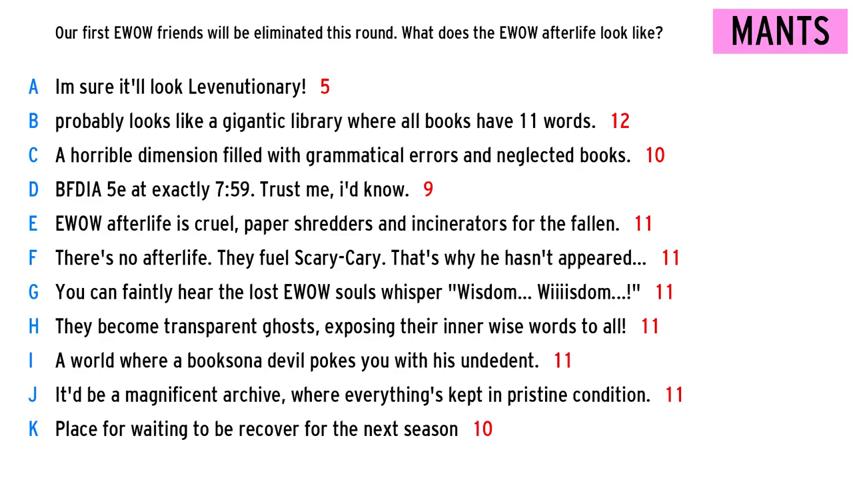 Our first EWOW friends will be eliminated this round. What does the EWOW afterlife look like?
MANTS
A Im sure it'll look Levenutionary! 5
B probably looks like a gigantic library where all books have 11 words. 12
C A horrible dimension filled with grammatical errors and neglected books. 10
D BFDIA 5e at exactly 7:59. Trust me, i'd know. 9
E EWOW afterlife is cruel, paper shredders and incinerators for the fallen. 11
F There's no afterlife. They fuel Scary-Cary. That's why he hasn't appeared... 11
G You can faintly hear the lost EWOW souls whisper "Wisdom... Wiiiisdom...!" 11
H They become transparent ghosts, exposing their inner wise words to all! 11
I A world where a booksona devil pokes you with his undedent. 11
J It'd be a magnificent archive, where everything's kept in pristine condition. 11
K Place for waiting to be recover for the next season 10